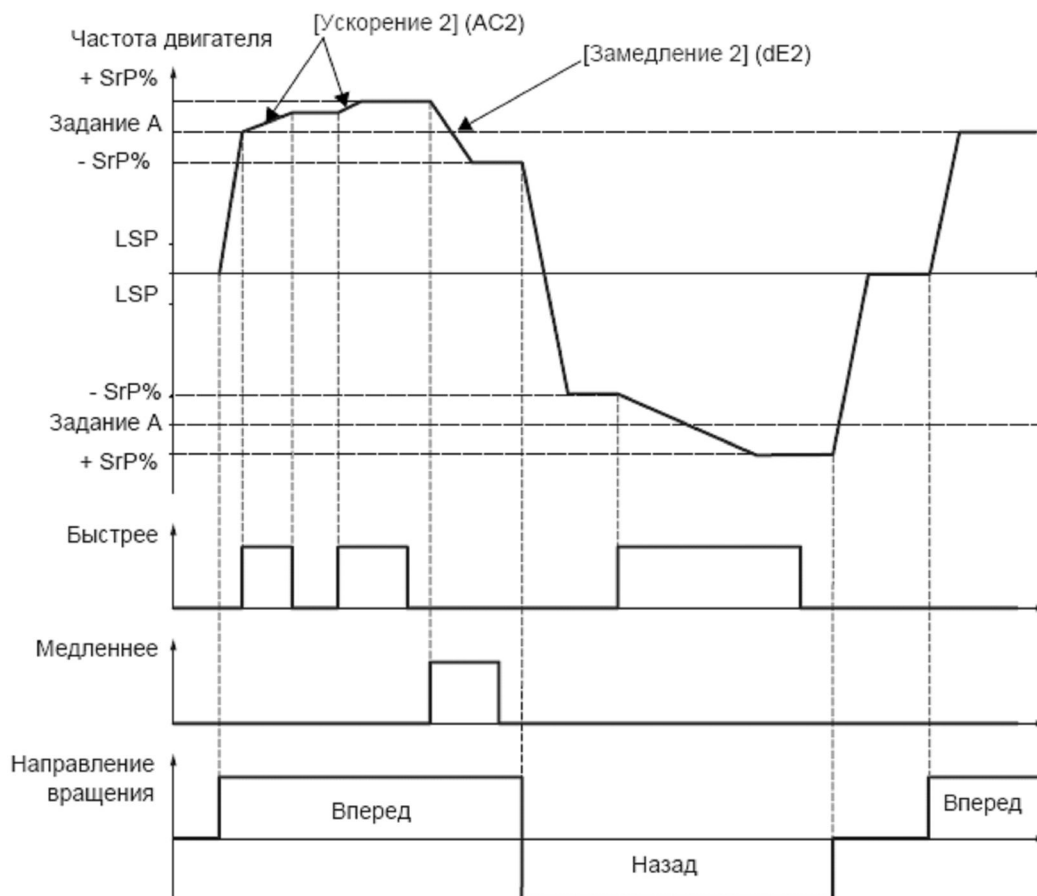 [Ускорение 2] (AC2)
Частота двигателя
[Замедление 2] (dE2)
+ SrP%
Задание A
- SrP%
LSP
LSP
- SrP%
Задание A
+ SrP%
Быстрее
Медленнее
Направление
вращения
Вперед
Вперед
Назад